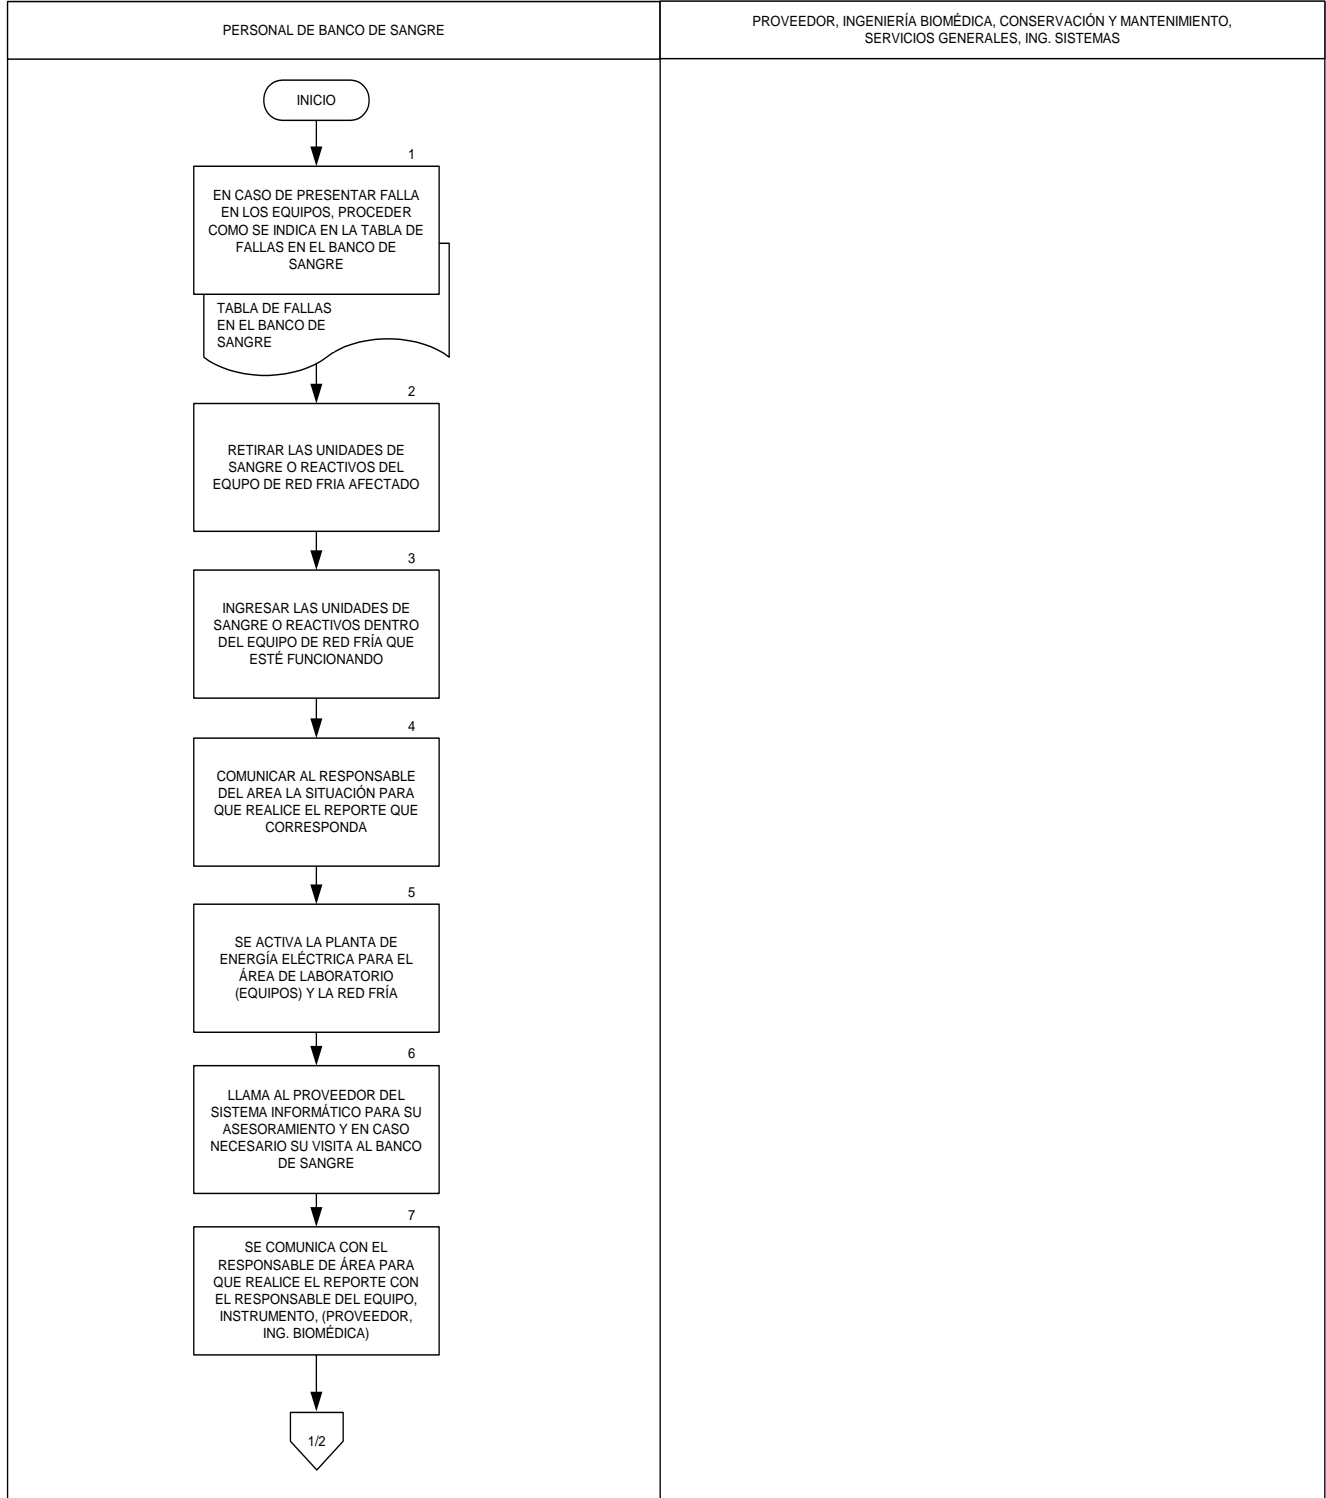 PERSONAL DE BANCO DE SANGRE
PROVEEDOR, INGENIERÍA BIOMÉDICA, CONSERVACIÓN Y MANTENIMIENTO,
SERVICIOS GENERALES, ING. SISTEMAS
INICIO
1
EN CASO DE PRESENTAR FALLA
EN LOS EQUIPOS, PROCEDER
COMO SE INDICA EN LA TABLA DE
FALLAS EN EL BANCO DE
SANGRE
TABLA DE FALLAS
EN EL BANCO DE
SANGRE
2
RETIRAR LAS UNIDADES DE
SANGRE O REACTIVOS DEL
EQUPO DE RED FRIA AFECTADO
3
INGRESAR LAS UNIDADES DE
SANGRE O REACTIVOS DENTRO
DEL EQUIPO DE RED FRÍA QUE
ESTÉ FUNCIONANDO
4
COMUNICAR AL RESPONSABLE
DEL AREA LA SITUACIÓN PARA
QUE REALICE EL REPORTE QUE
CORRESPONDA
5
SE ACTIVA LA PLANTA DE
ENERGÍA ELÉCTRICA PARA EL
ÁREA DE LABORATORIO
(EQUIPOS) Y LA RED FRÍA
6
LLAMA AL PROVEEDOR DEL
SISTEMA INFORMÁTICO PARA SU
ASESORAMIENTO Y EN CASO
NECESARIO SU VISITA AL BANCO
DE SANGRE
7
SE COMUNICA CON EL
RESPONSABLE DE ÁREA PARA
QUE REALICE EL REPORTE CON
EL RESPONSABLE DEL EQUIPO,
INSTRUMENTO, (PROVEEDOR,
ING. BIOMÉDICA)
1/2